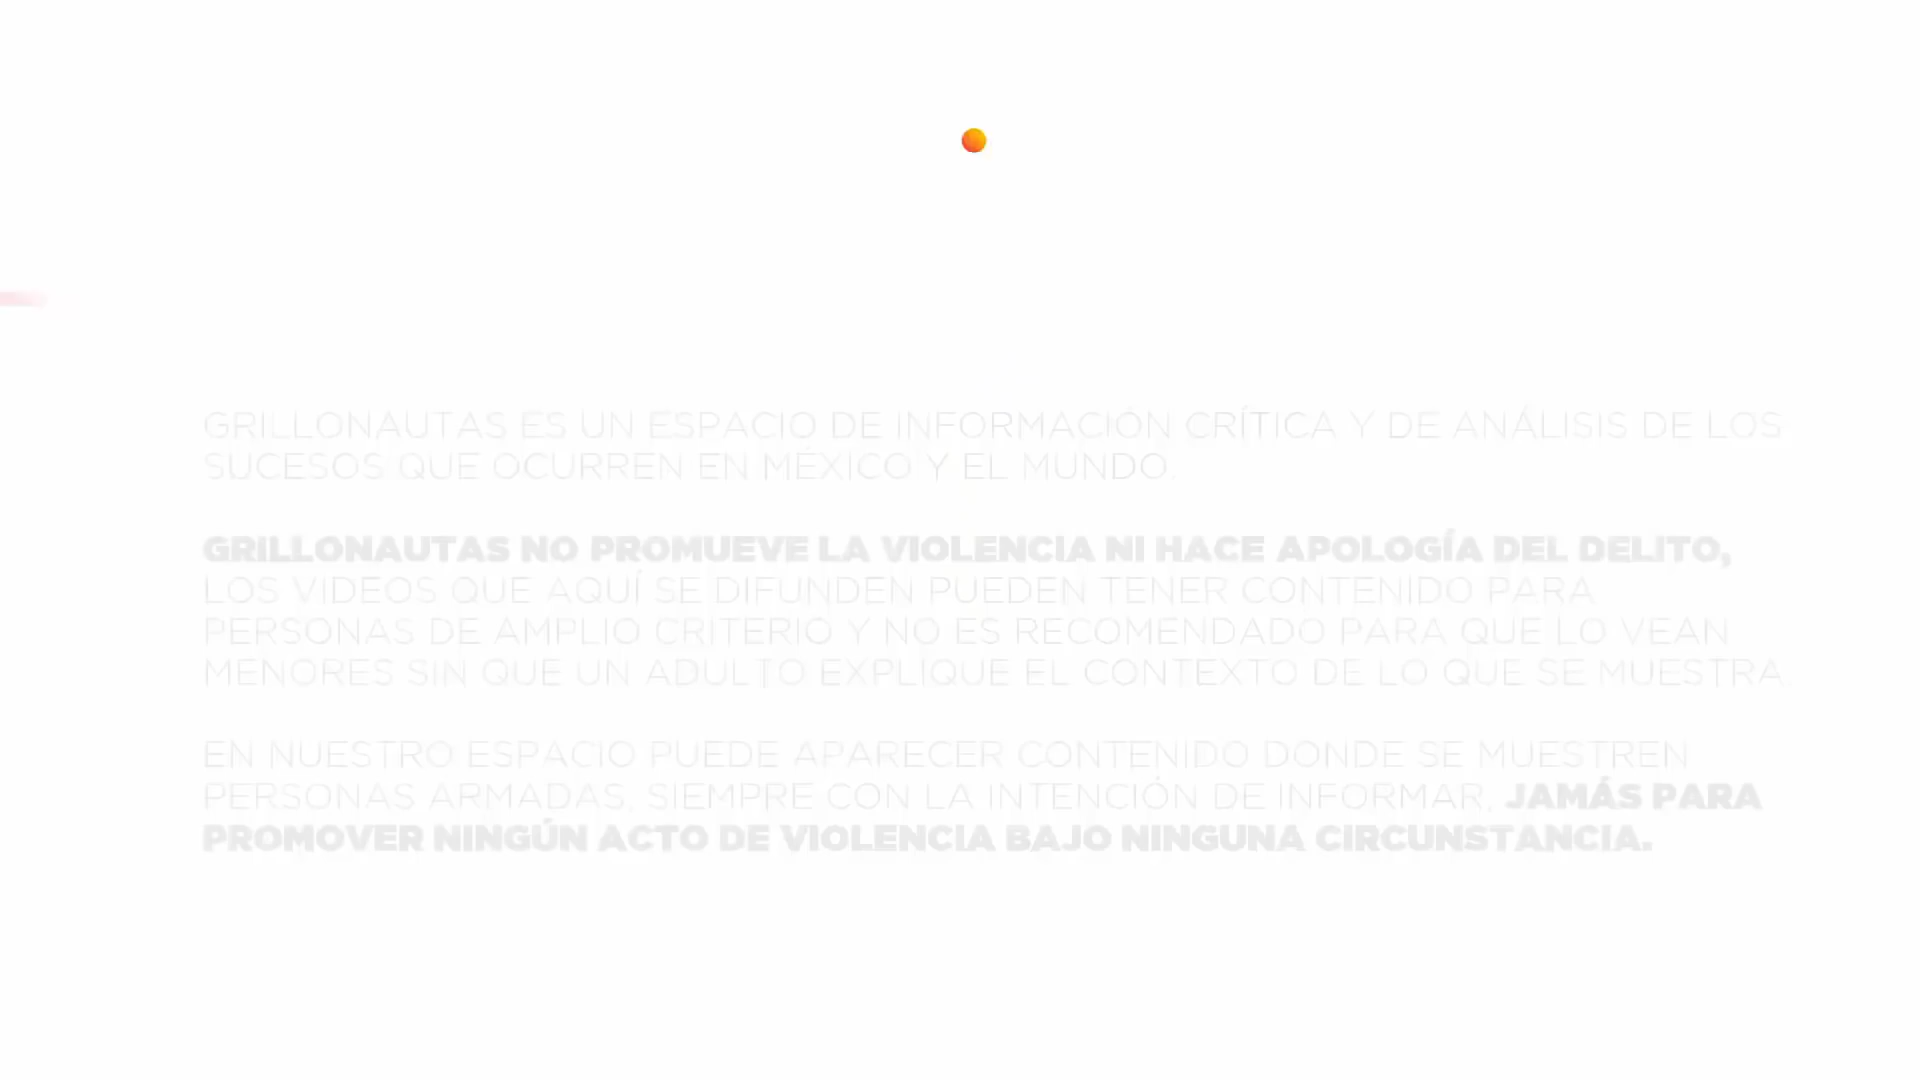 GRILLONAUTAS ES UN ESPACIO DE INFORMACIÓN CRÍTICA Y DE ANÁLISIS DE LOS
SUCESOS QUE OCURREN EN MÉXICO Y EL MUNDO.
GRILLONAUTAS NO PROMUEVE LA VIOLENCIA NI HACE APOLOGÍA DEL DELITO,
LOS VIDEOS QUE AQUÍ SE DIFUNDEN PUEDEN TENER CONTENIDO PARA
PERSONAS DE AMPLIO CRITERIO Y NO ES RECOMENDADO PARA QUE LO VEAN
MENORES SIN QUE UN ADULTO EXPLIQUE EL CONTEXTO DE LO QUE SE MUESTRA
EN NUESTRO ESPACIO PUEDE APARECER CONTENIDO DONDE SE MUESTREN
PERSONAS ARMADAS, SIEMPRE CON LA INTENCIÓN DE INFORMAR, JAMÁS PARA
PROMOVER NINGÚN ACTO DE VIOLENCIA BAJO NINGUNA CIRCUNSTANCIA.